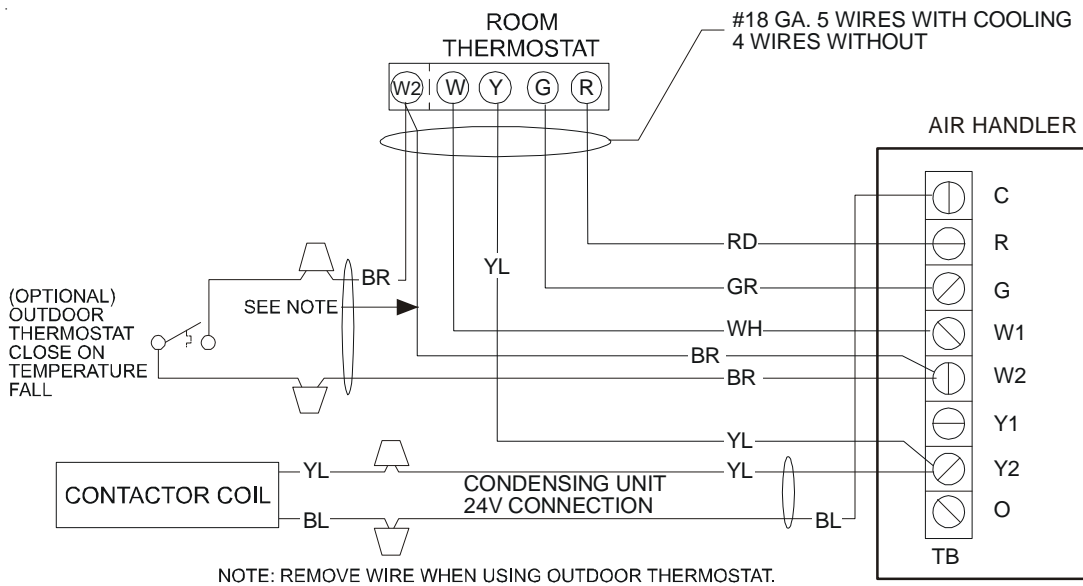 ROOM
THERMOSTAT
#18 GA. 5 WIRES WITH COOLING
4 WIRES WITHOUT
W2 W Y G R
AIR HANDLER
C
RD
R
YL
BR
GR
G
(OPTIONAL)
OUTDOOR
THERMOSTAT
CLOSE ON
TEMPERATURE
FALL
SEE NOTE
WH
W1
BR
BR
W2
Y1
YL
YL
YL
Y2
CONTACTOR COIL
CONDENSING UNIT
24V CONNECTION
BL
BL
O
TB
NOTE: REMOVE WIRE WHEN USING OUTDOOR THERMOSTAT.